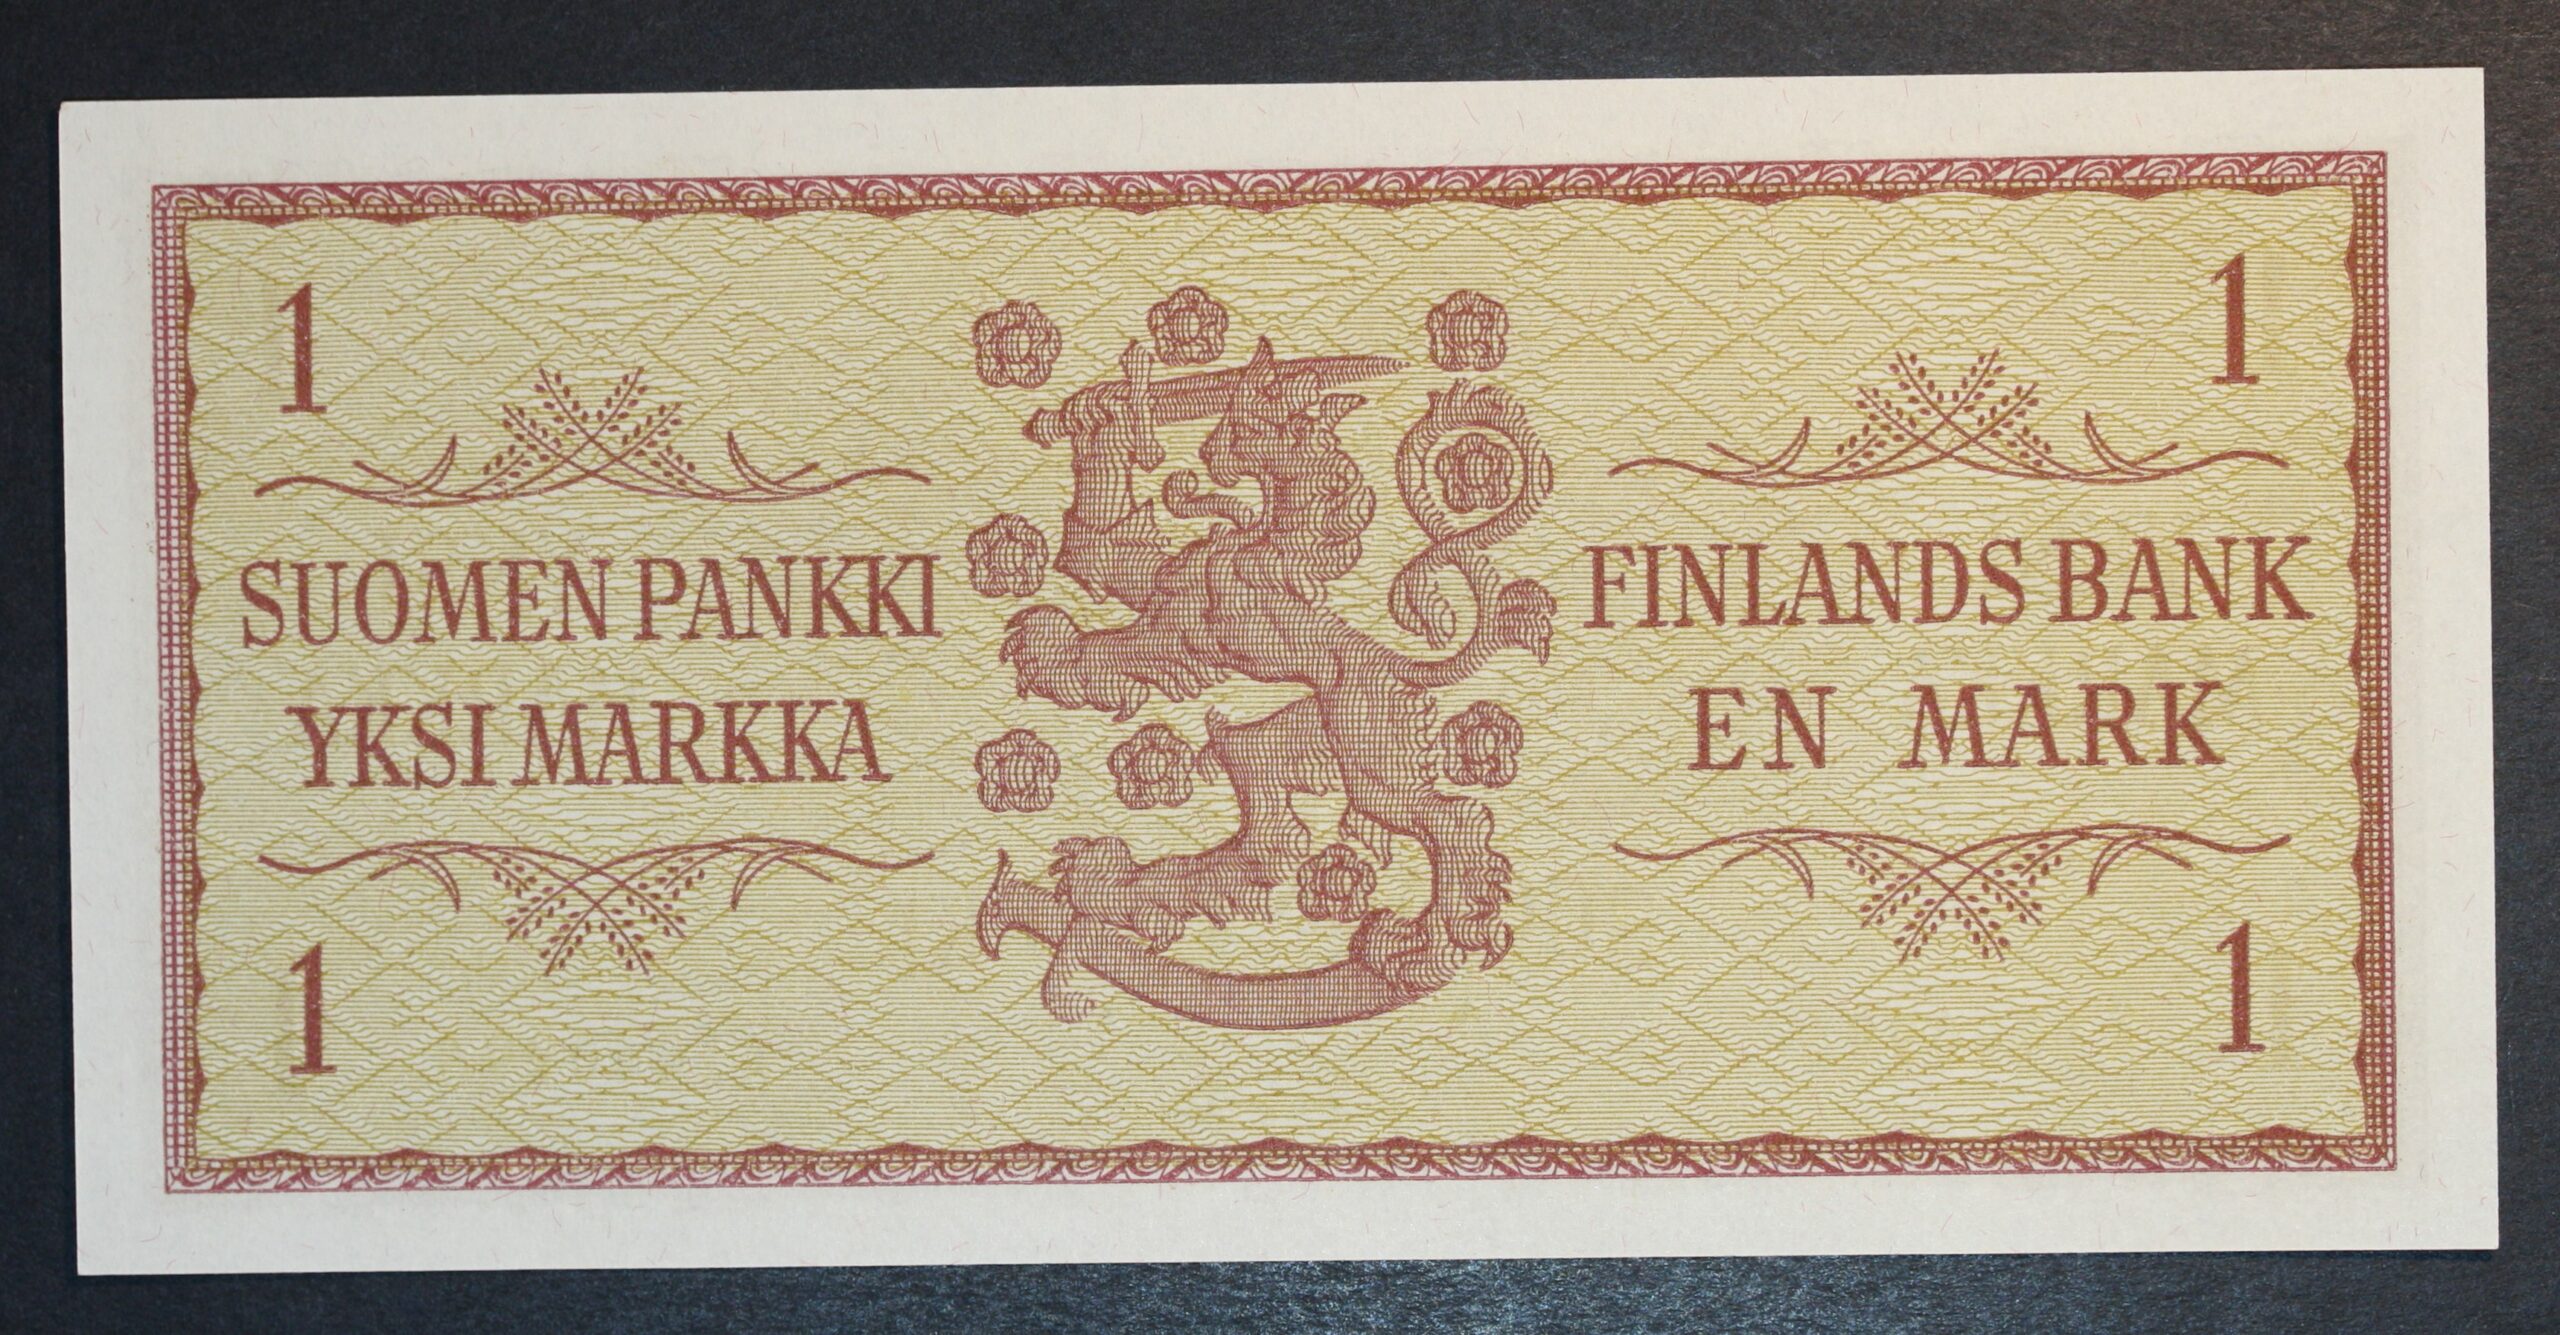 1
1
SUOMEN PANKKI
YKSI MARKKA
FINLANDS BANK
EN MARK
1
1